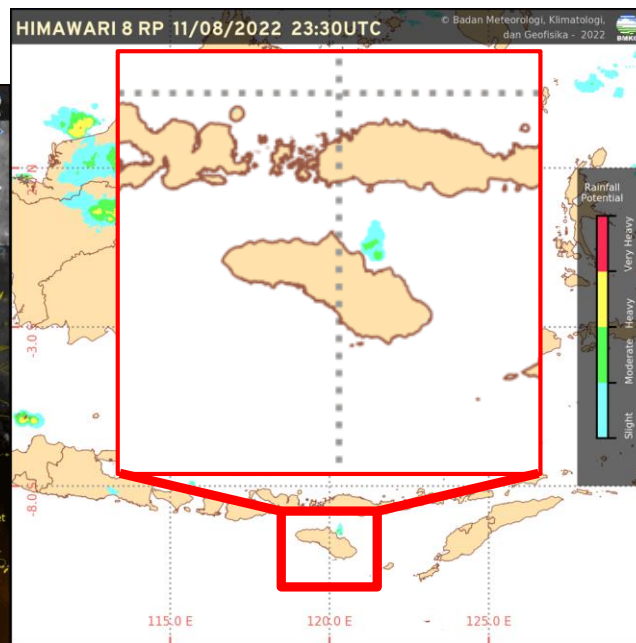 HIMAWARI 8 RP 11/08/2022 23:30UTC
© Badan Meteorologi, Klimatologi,
dan Geofisika - 2022
BMKG
Rainfall
Potential
Very Heavy
Heavy
Moderate
Slight
-3.0 S
-8.0 S
115.0 E
120.0 E
125.0 E